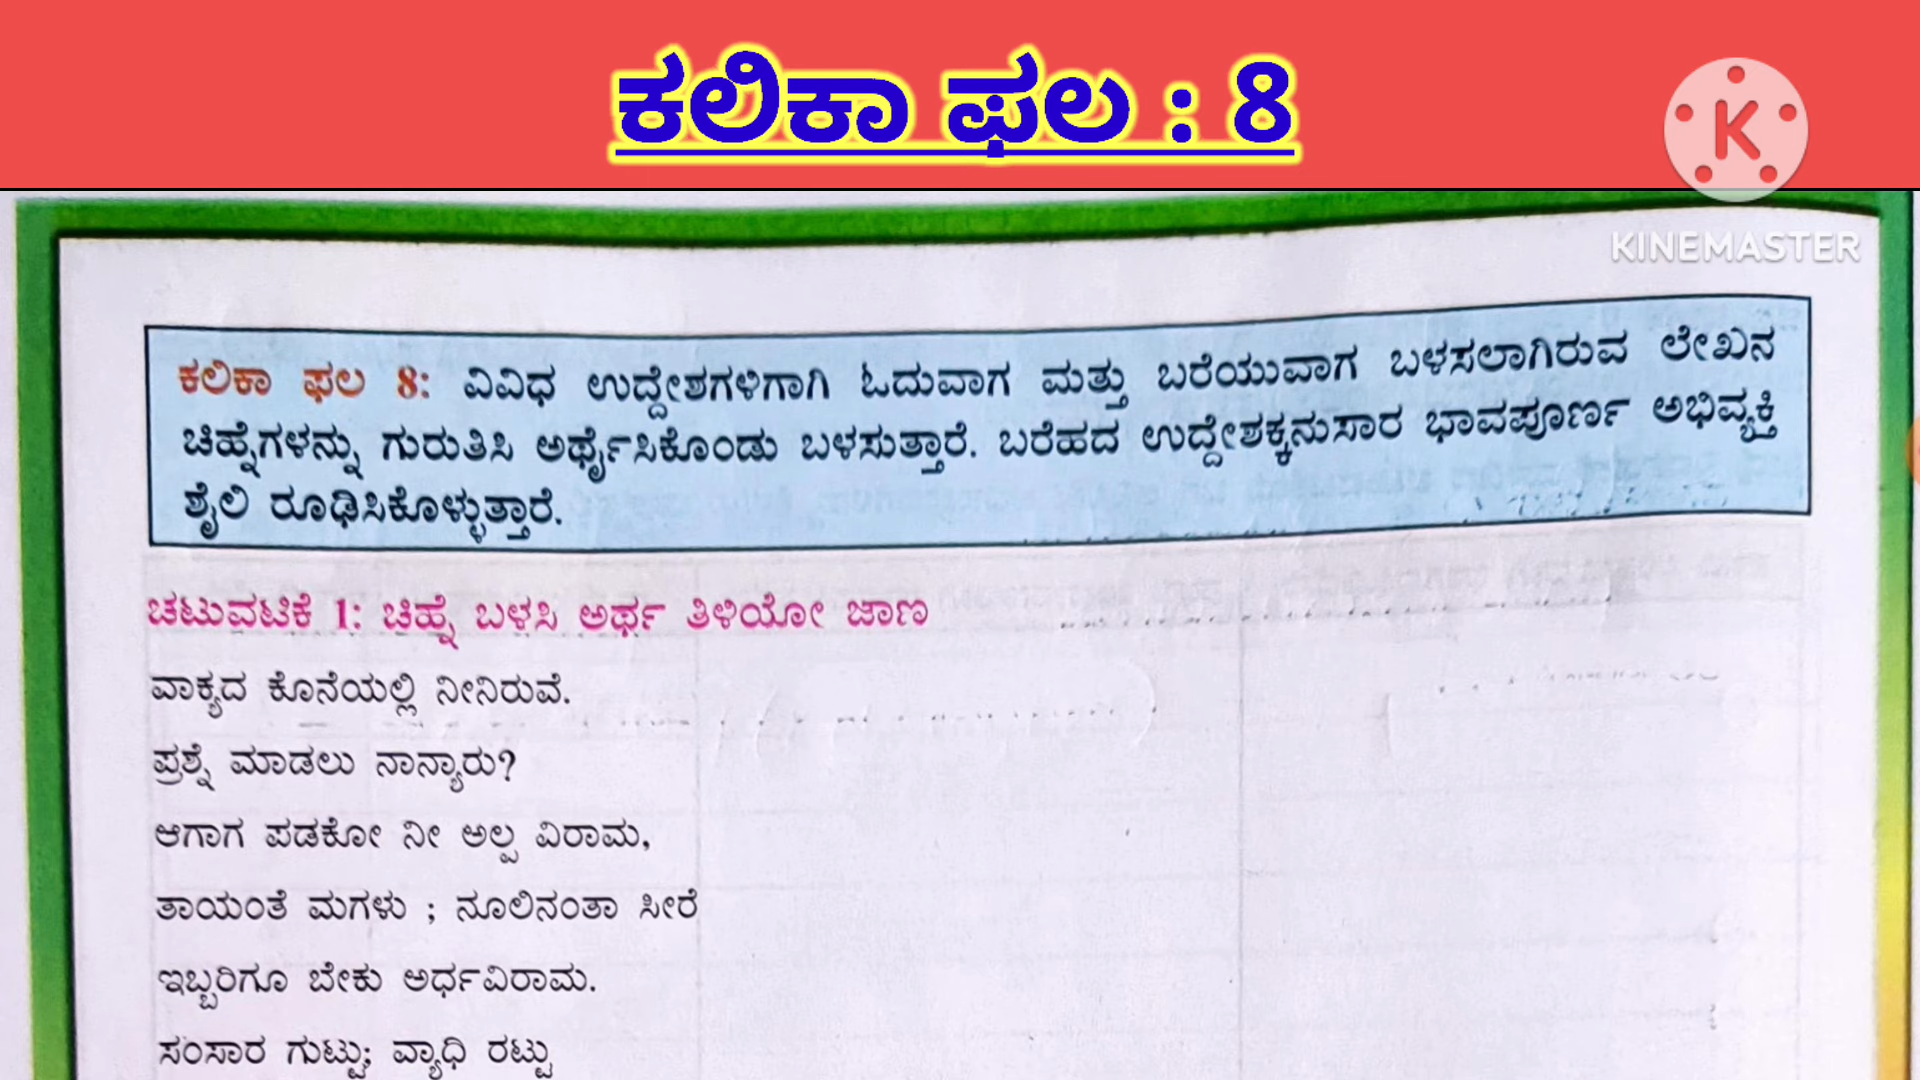 ಕಲಿಕಾ ಫಲ : 8
K
KINEMASTER
ಕಲಿಕಾ ಫಲ 8: ವಿವಿಧ ಉದ್ದೇಶಗಳಿಗಾಗಿ ಓದುವಾಗ ಮತ್ತು ಬರೆಯುವಾಗ ಬಳಸಲಾಗಿರುವ ಲೇಖನ
ಚಿಹ್ನೆಗಳನ್ನು ಗುರುತಿಸಿ ಅರ್ಥೈಸಿಕೊಂಡು ಬಳಸುತ್ತಾರೆ. ಬರೆಹದ ಉದ್ದೇಶಕ್ಕನುಸಾರ ಭಾವಪೂರ್ಣ ಅಭಿವ್ಯಕ್ತಿ
ಶೈಲಿ ರೂಢಿಸಿಕೊಳ್ಳುತ್ತಾರೆ.
ಚಟುವಟಿಕೆ 1: ಚಿಹ್ನೆ ಬಳಸಿ ಅರ್ಥ ತಿಳಿಯೋ ಜಾಣ
ವಾಕ್ಯದ ಕೊನೆಯಲ್ಲಿ ನೀನಿರುವೆ.
ಪ್ರಶ್ನೆ ಮಾಡಲು ನಾನ್ಯಾರು?
ಆಗಾಗ ಪಡಕೋ ನೀ ಅಲ್ಪ ವಿರಾಮ,
ತಾಯಂತೆ ಮಗಳು ; ನೂಲಿನಂತಾ ಸೀರೆ
ಇಬ್ಬರಿಗೂ ಬೇಕು ಅರ್ಧವಿರಾಮ.
ಸಂಸಾರ ಗುಟ್ಟು; ವ್ಯಾಧಿ ರಟ್ಟು